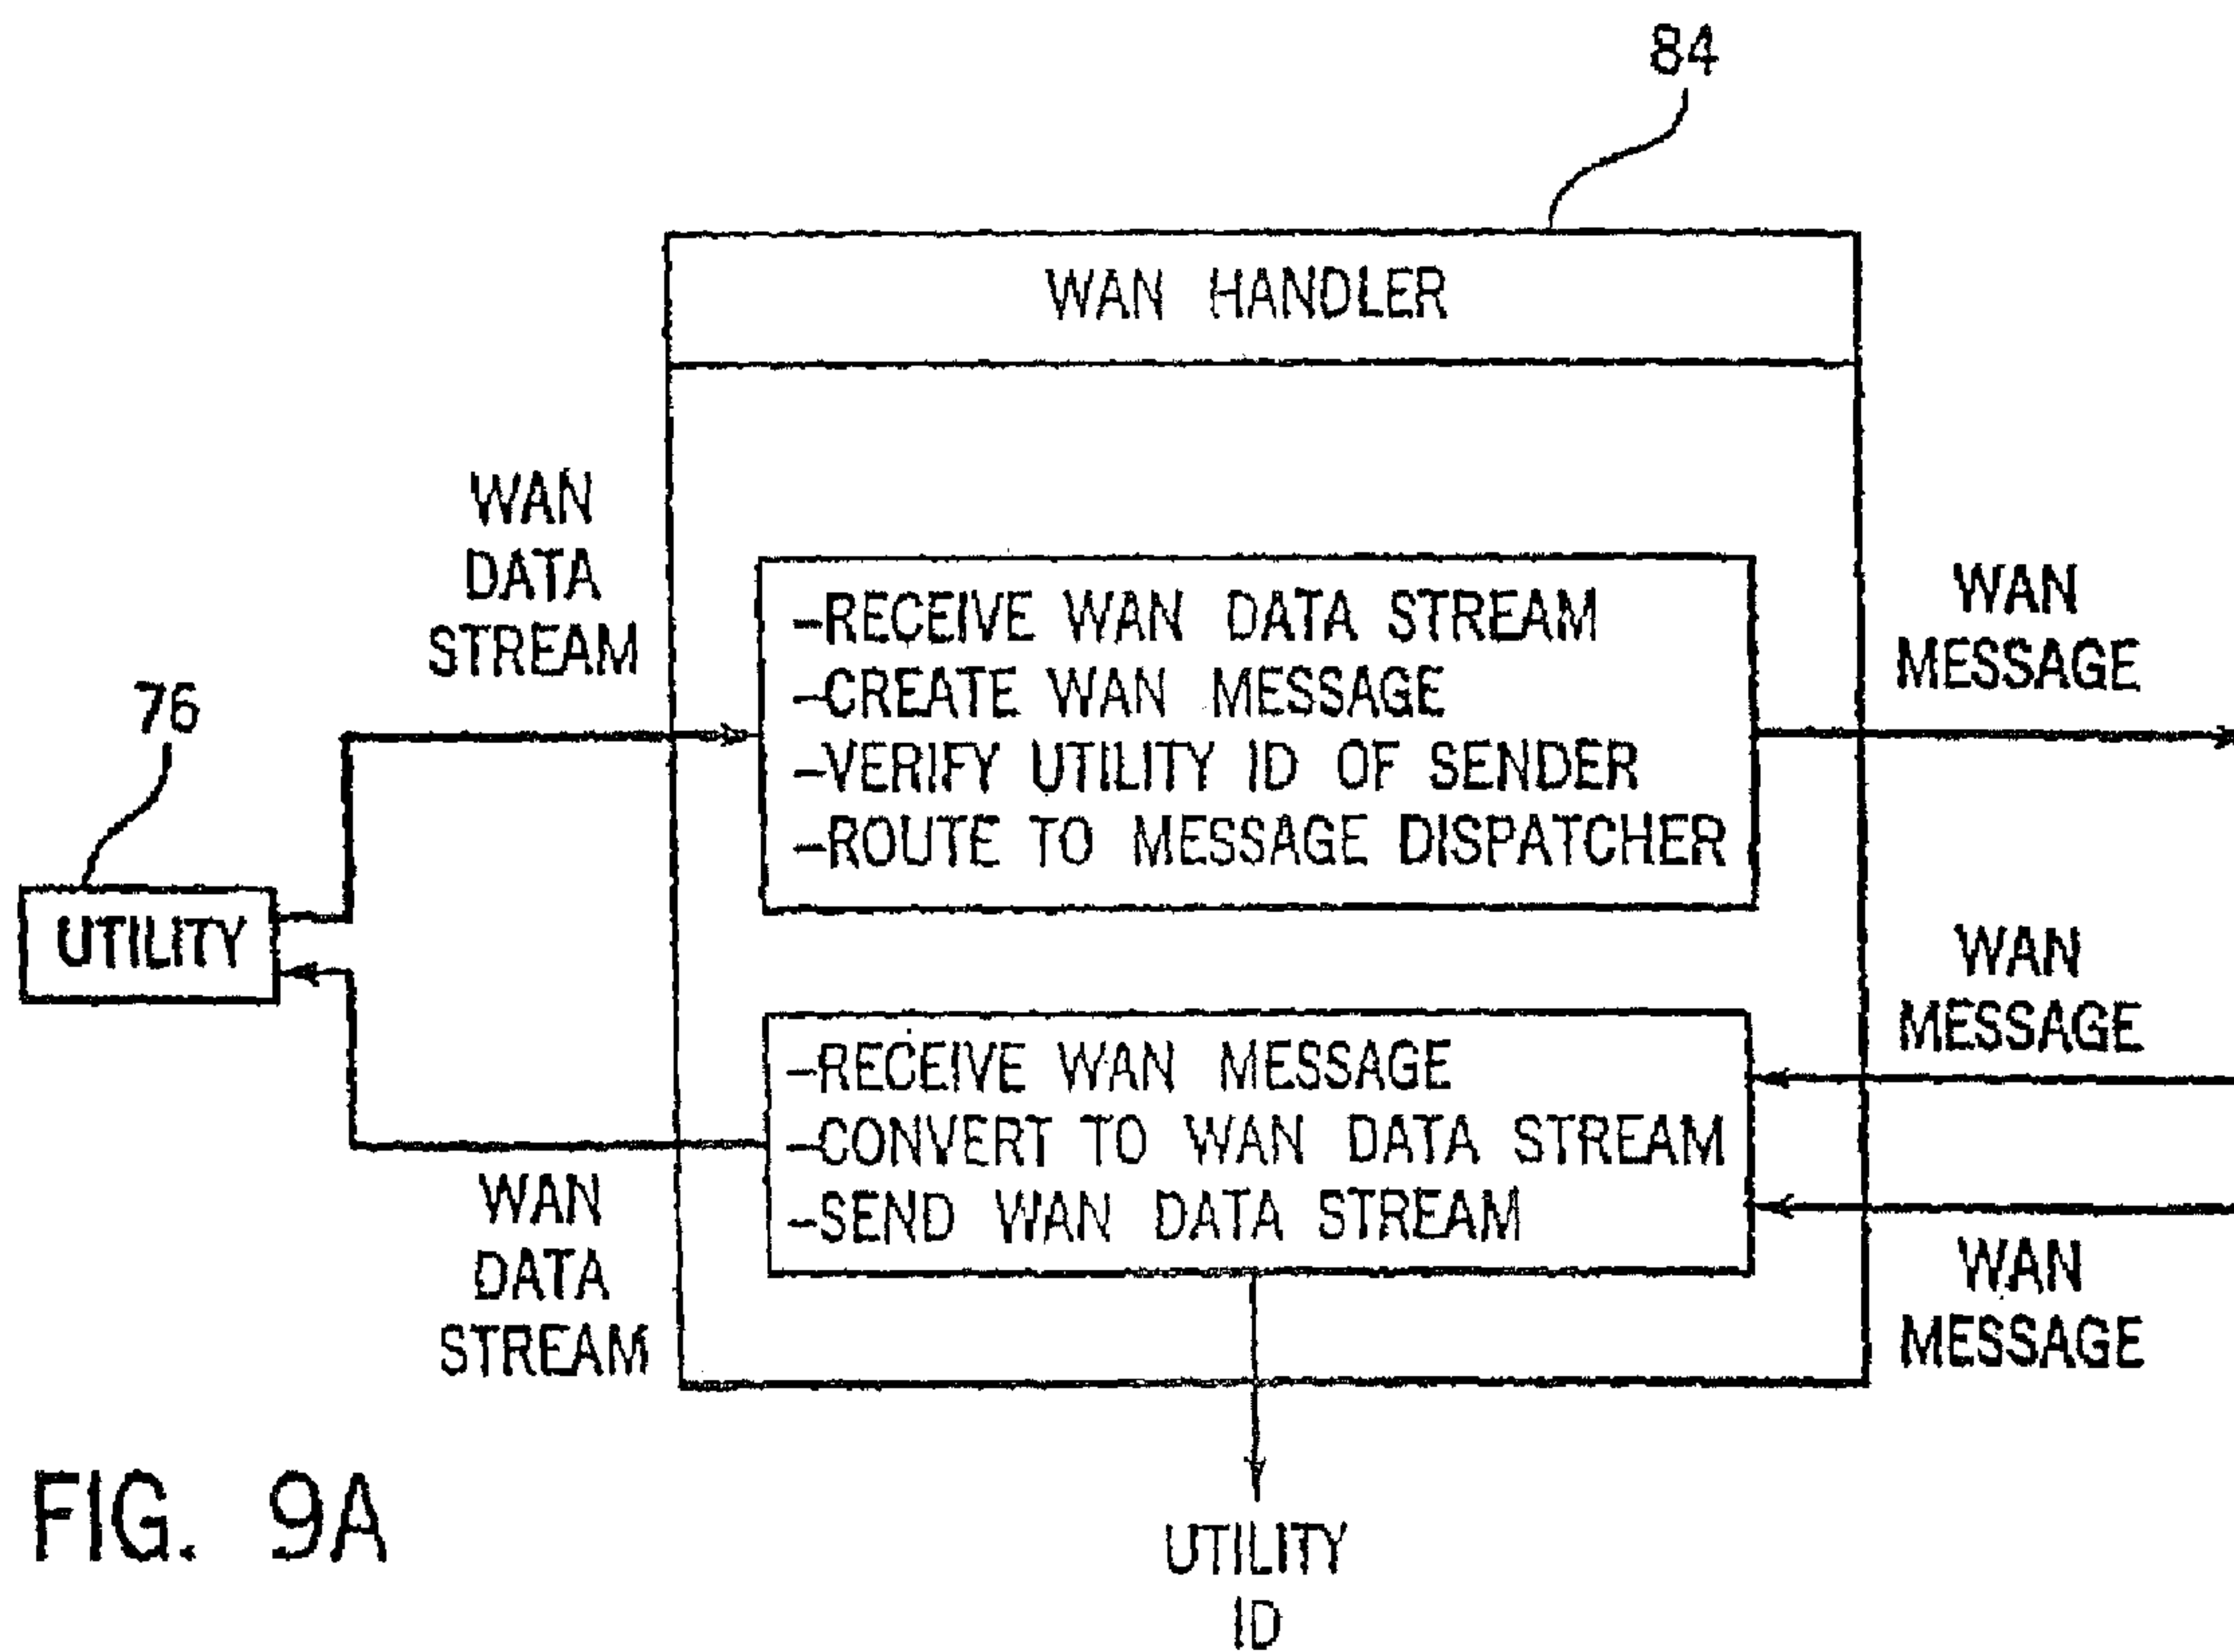 84
WAN HANDLER
WAN
DATA
STREAM
–RECEIVE WAN DATA STREAM
–CREATE WAN MESSAGE
–VERIFY UTILITY ID OF SENDER
–ROUTE TO MESSAGE DISPATCHER
WAN
MESSAGE
76
UTILITY
WAN
MESSAGE
–RECEIVE WAN MESSAGE
–CONVERT TO WAN DATA STREAM
–SEND WAN DATA STREAM
WAN
DATA
STREAM
WAN
MESSAGE
FIG. 9A
UTILITY
ID